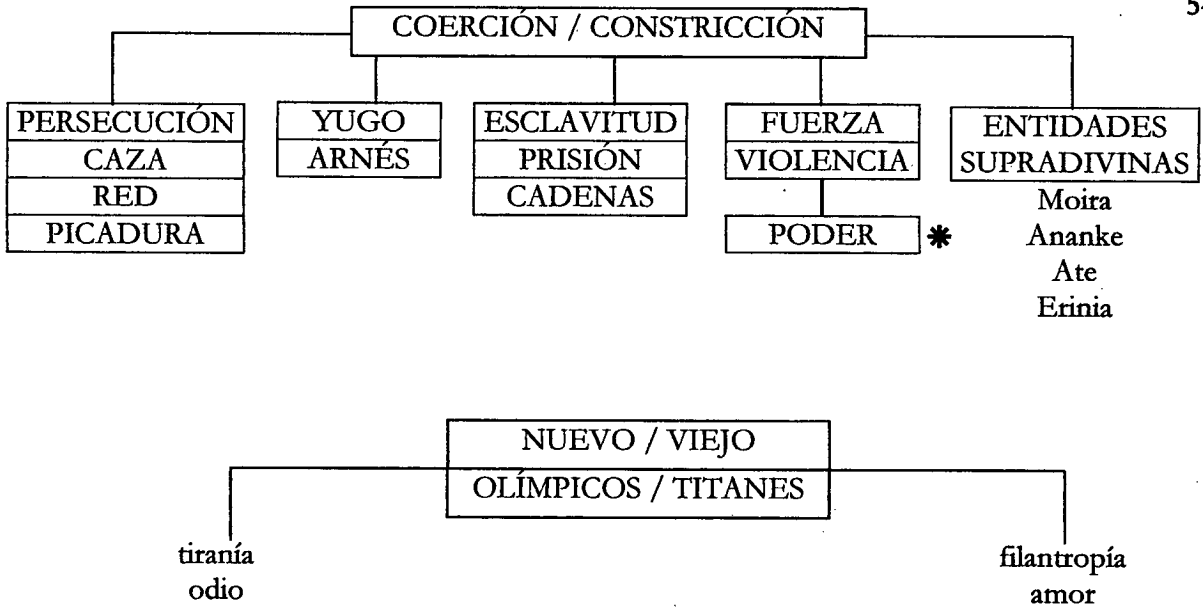 54
COERCIÓN / CONSTRICCIÓN
PERSECUCIÓN
CAZA
RED
PICADURA
YUGO
ARNÉS
ESCLAVITUD
PRISIÓN
CADENAS
FUERZA
VIOLENCIA
PODER *
ENTIDADES
SUPRADIVINAS
Moira
Ananke
Ate
Erinia
NUEVO / VIEJO
OLÍMPICOS / TITANES
tiranía
odio
filantropía
amor